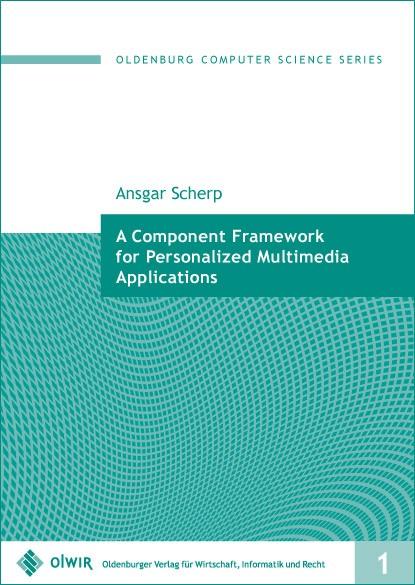 OLDENBURG COMPUTER SCIENCE SERIES
Ansgar Scherp
A Component Framework
for Personalized Multimedia
Applications
OlWIR Oldenburger Verlag für Wirtschaft, Informatik und Recht
1